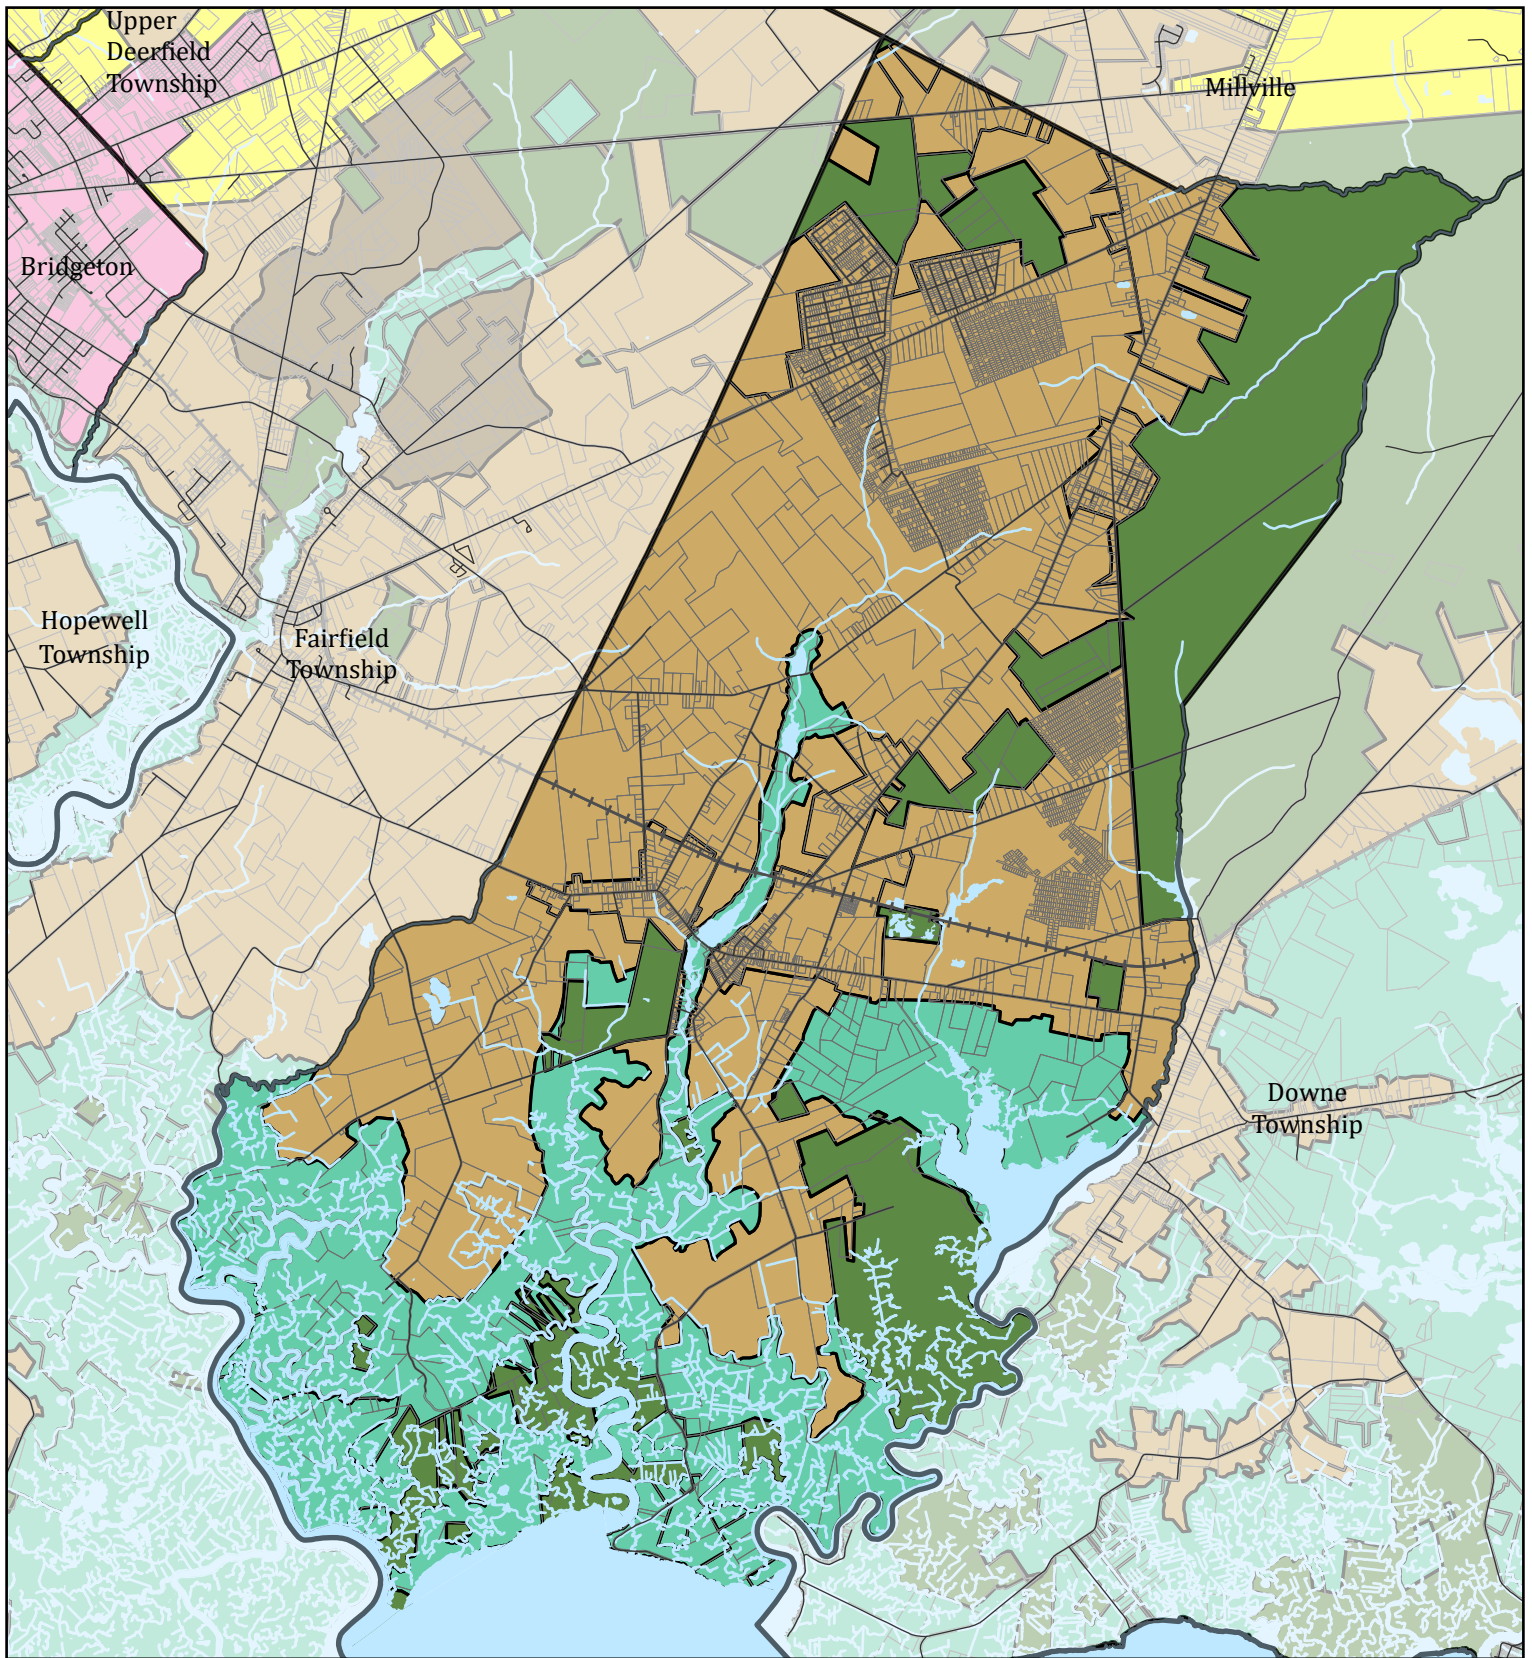 Upper
Deerfield
Township
Millville
Bridgeton
Hopewell
Township
Fairfield
Township
Downe
Township